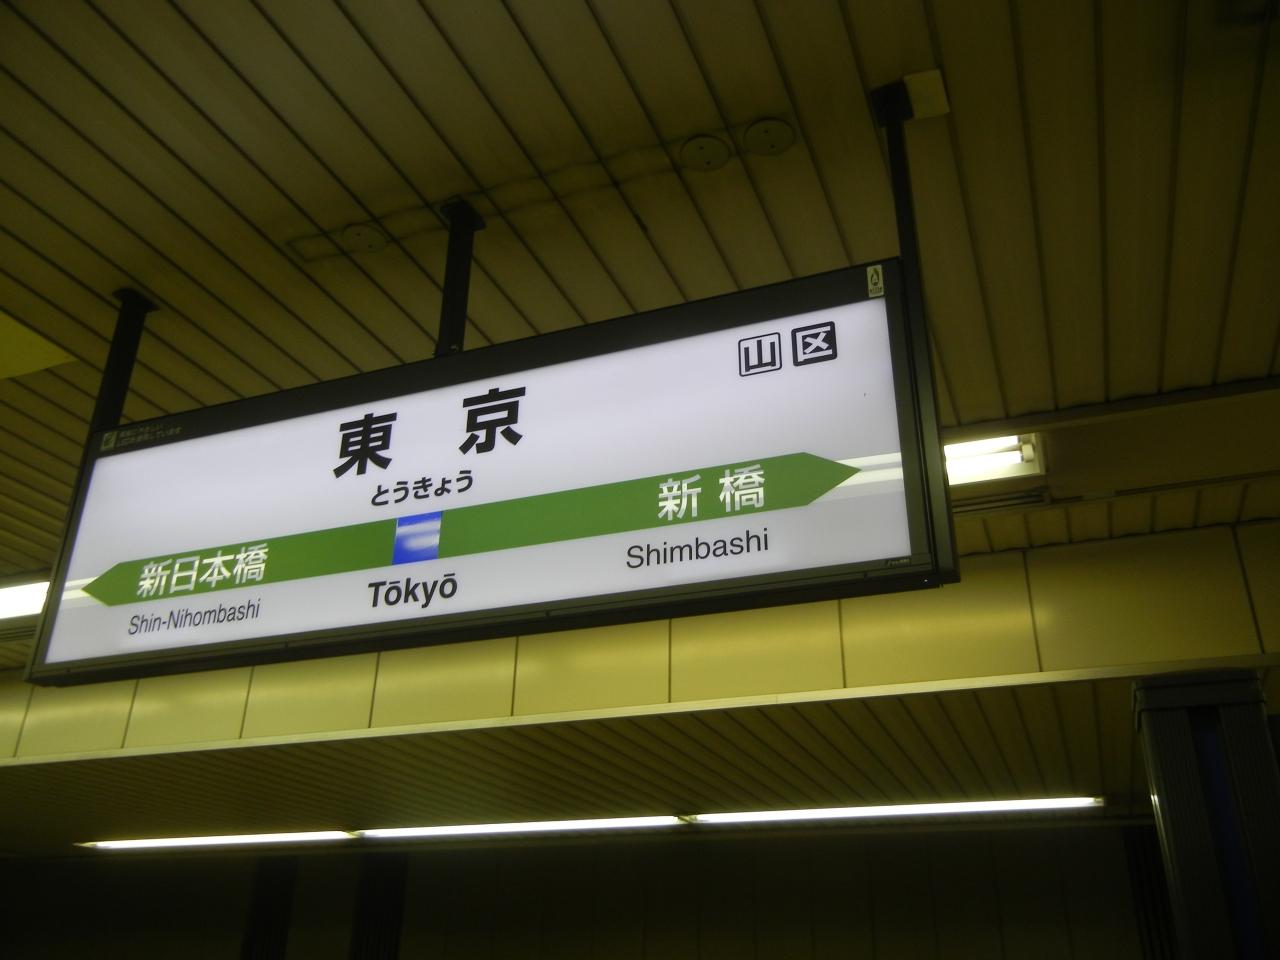 山 区
東京
とうきょう
新橋
新日本橋
Shimbashi
Tōkyō
Shin-Nihombashi